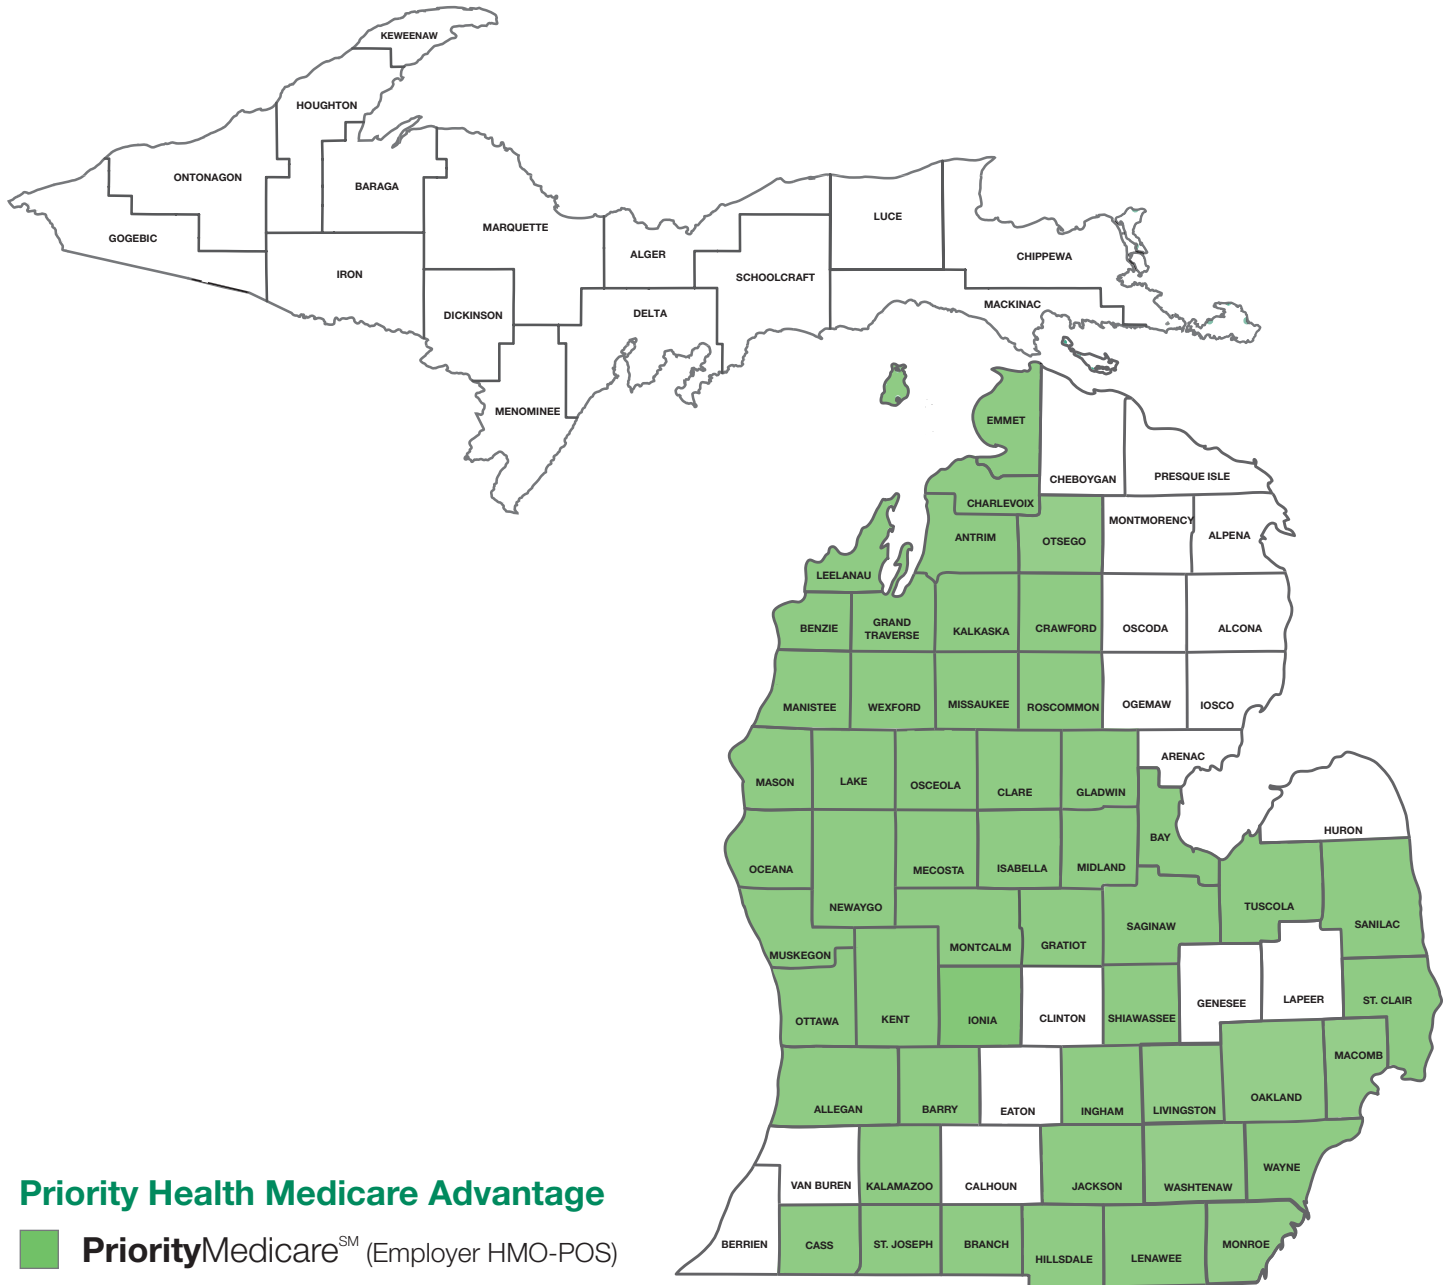 KEWEENAW
HOUGHTON
ONTONAGON
BARAGA
GOGEBIC
MARQUETTE
IRON
ALGER
LUCE
CHIPPEWA
SCHOOLCRAFT
DICKINSON
DELTA
MACKINAC
MENOMINEE
EMMET
CHEBOYGAN
PRESQUE ISLE
CHARLEVOIX
MONTMORENCY
ALPENA
ANTRIM
OTSEGO
LEELANAU
BENZIE
GRAND
TRAVERSE
KALKASKA
CRAWFORD
OSCODA
ALCONA
MANISTEE
WEXFORD
MISSAUKEE
ROSCOMMON
OGEMAW
IOSCO
ARENAC
MASON
LAKE
OSCEOLA
CLARE
GLADWIN
HURON
BAY
OCEANA
MECOSTA
ISABELLA
MIDLAND
NEWAYGO
TUSCOLA
SANILAC
MUSKEGON
MONTCALM
GRATIOT
SAGINAW
OTTAWA
KENT
IONIA
CLINTON
SHIAWASSEE
GENESEE
LAPEER
ST. CLAIR
MACOMB
ALLEGAN
BARRY
EATON
INGHAM
LIVINGSTON
OAKLAND
VAN BUREN
KALAMAZOO
CALHOUN
JACKSON
WASHTENAW
WAYNE
BERRIEN
CASS
ST. JOSEPH
BRANCH
HILLSDALE
LENAWEE
MONROE
Priority Health Medicare Advantage
PriorityMedicare℠ (Employer HMO-POS)